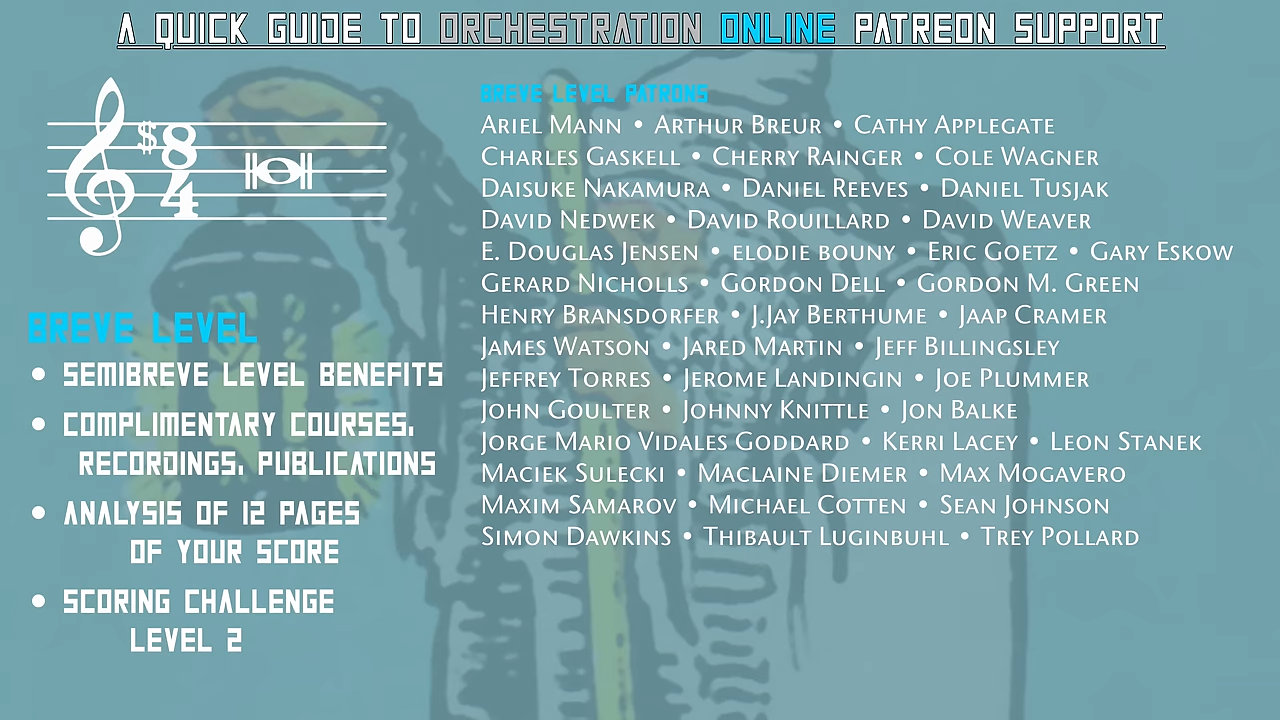 A QUICK GUIDE TO ORCHESTRATION ONLINE PATREON SUPPORT
$ 8
4
BREVE LEVEL
• SEMIBREVE LEVEL BENEFITS
• COMPLIMENTARY COURSES,
RECORDINGS, PUBLICATIONS
• ANALYSIS OF 12 PAGES
OF YOUR SCORE
• SCORING CHALLENGE
LEVEL 2
BREVE LEVEL PATRONS
ARIEL MANN • ARTHUR BREUR • CATHY APPLEGATE
CHARLES GASKELL • CHERRY RAINGER • COLE WAGNER
DAISUKE NAKAMURA • DANIEL REEVES • DANIEL TUSJAK
DAVID NEDWEK • DAVID ROUILLARD • DAVID WEAVER
E. DOUGLAS JENSEN • ELODIE BOUNY • ERIC GOETZ • GARY ESKOW
GERARD NICHOLLS • GORDON DELL • GORDON M. GREEN
HENRY BRANSDORFER • J.JAY BERTHUME • JAAP CRAMER
JAMES WATSON • JARED MARTIN • JEFF BILLINGSLEY
JEFFREY TORRES • JEROME LANDINGIN • JOE PLUMMER
JOHN GOULTER • JOHNNY KNITTLE • JON BALKE
JORGE MARIO VIDALES GODDARD • KERRI LACEY • LEON STANEK
MACIEK SULECKI • MACLAINE DIEMER • MAX MOGAVERO
MAXIM SAMAROV • MICHAEL COTTEN • SEAN JOHNSON
SIMON DAWKINS • THIBAULT LUGINBUHL • TREY POLLARD